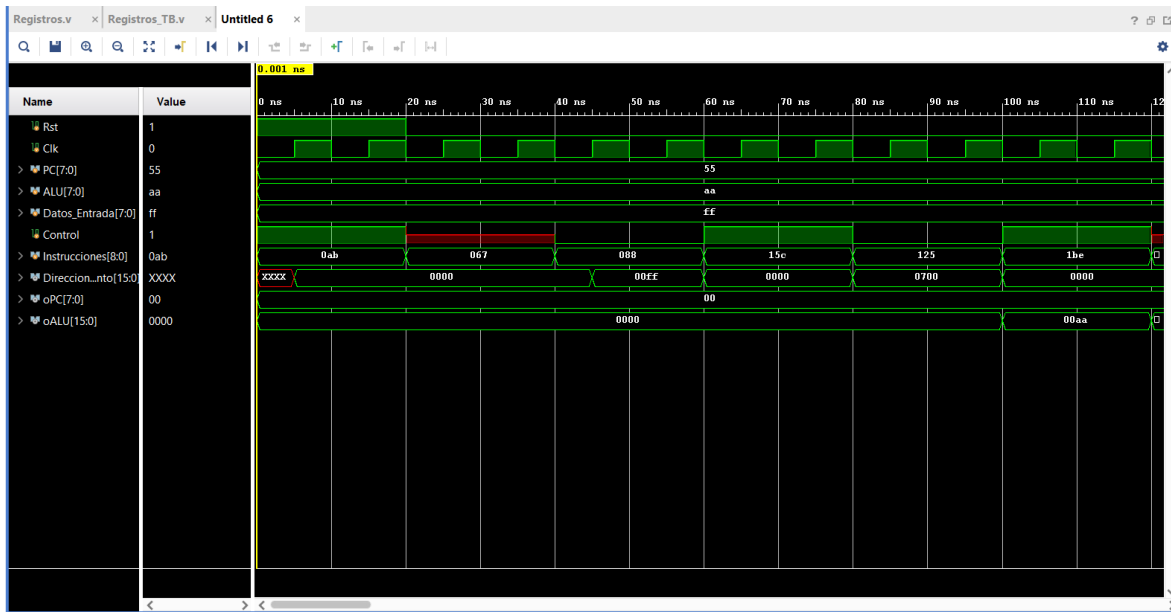 Registros.v × Registros_TB.v × Untitled 6 ×
?
0.001 ns
Name Value 0 ns 10 ns 20 ns 30 ns 40 ns 50 ns 60 ns 70 ns 80 ns 90 ns 100 ns 110 ns 12
Rst 1
Clk 0
PC[7:0] 55 55
ALU[7:0] aa aa
Datos_Entrada[7:0] ff ff
Control 1
Instrucciones[8:0] 0ab 0ab 067 088 15c 125 1be
Direccion...nto[15:0] XXXX XXXX 0000 00ff 0000 0700 0000
oPC[7:0] 00 00
oALU[15:0] 0000 0000 00aa